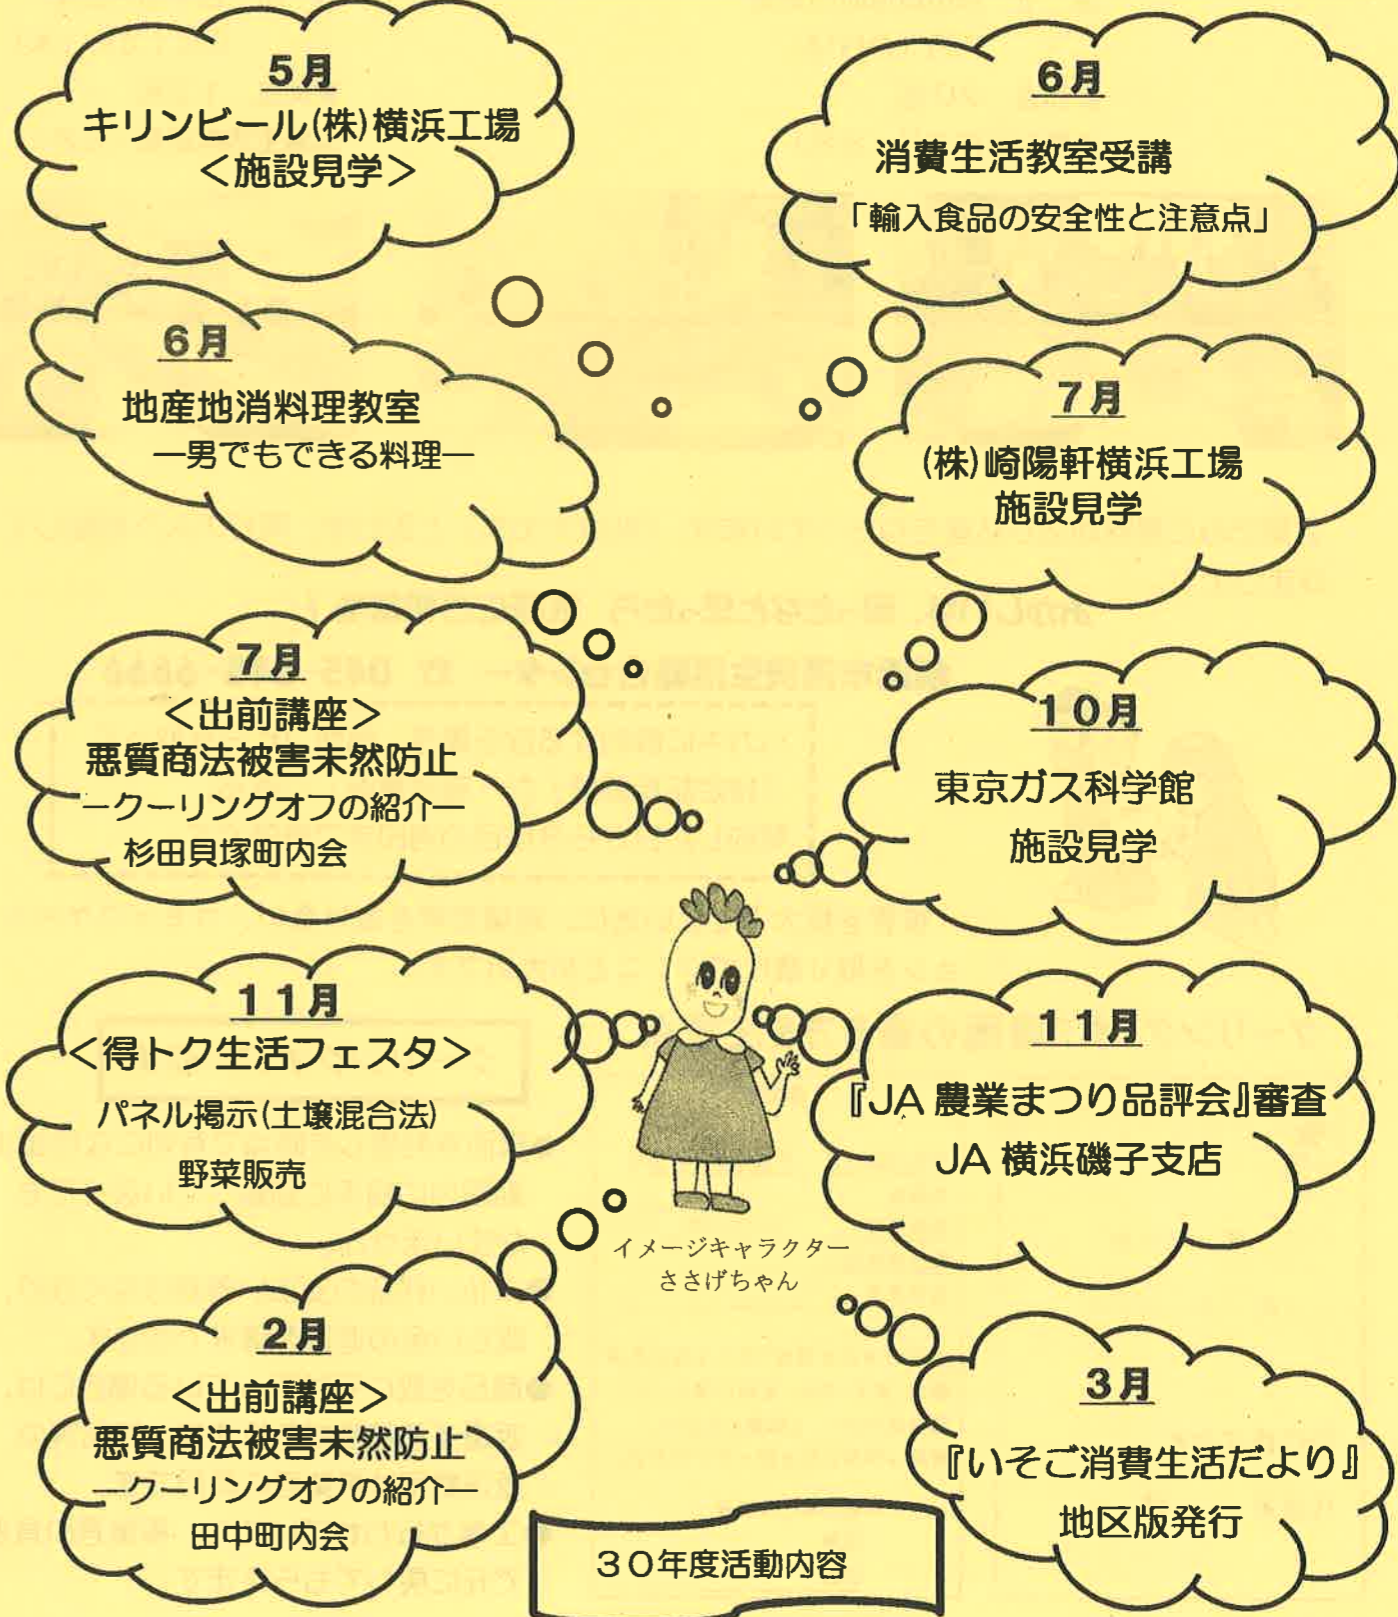 5月
キリンビール(株)横浜工場
＜施設見学＞
6月
消費生活教室受講
「輸入食品の安全性と注意点」
6月
地産地消料理教室
―男でもできる料理―
7月
(株)崎陽軒横浜工場
施設見学
7月
＜出前講座＞
悪質商法被害未然防止
―クーリングオフの紹介―
杉田貝塚町内会
10月
東京ガス科学館
施設見学
11月
＜得トク生活フェスタ＞
パネル掲示(土壌混合法)
野菜販売
11月
『JA 農業まつり品評会』審査
JA 横浜磯子支店
イメージキャラクター
ささげちゃん
2月
＜出前講座＞
悪質商法被害未然防止
―クーリングオフの紹介―
田中町内会
3月
『いそご消費生活だより』
地区版発行
30年度活動内容